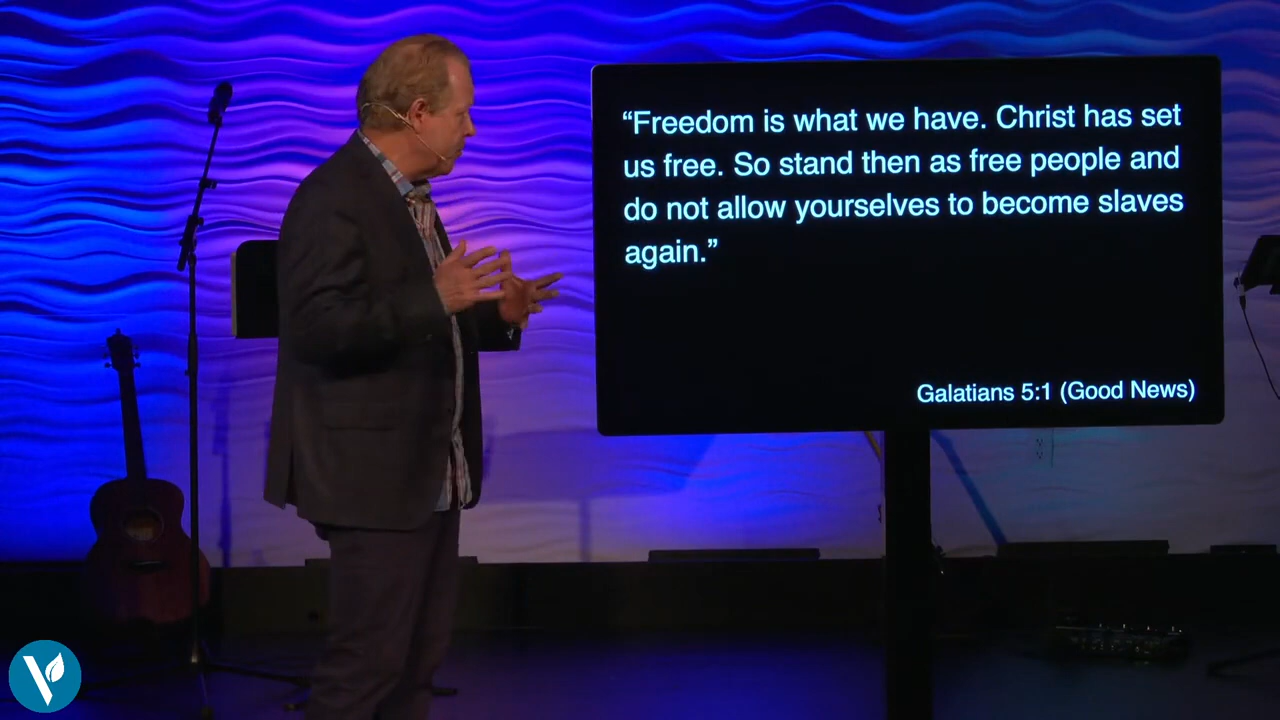 “Freedom is what we have. Christ has set
us free. So stand then as free people and
do not allow yourselves to become slaves
again.”
Galatians 5:1 (Good News)